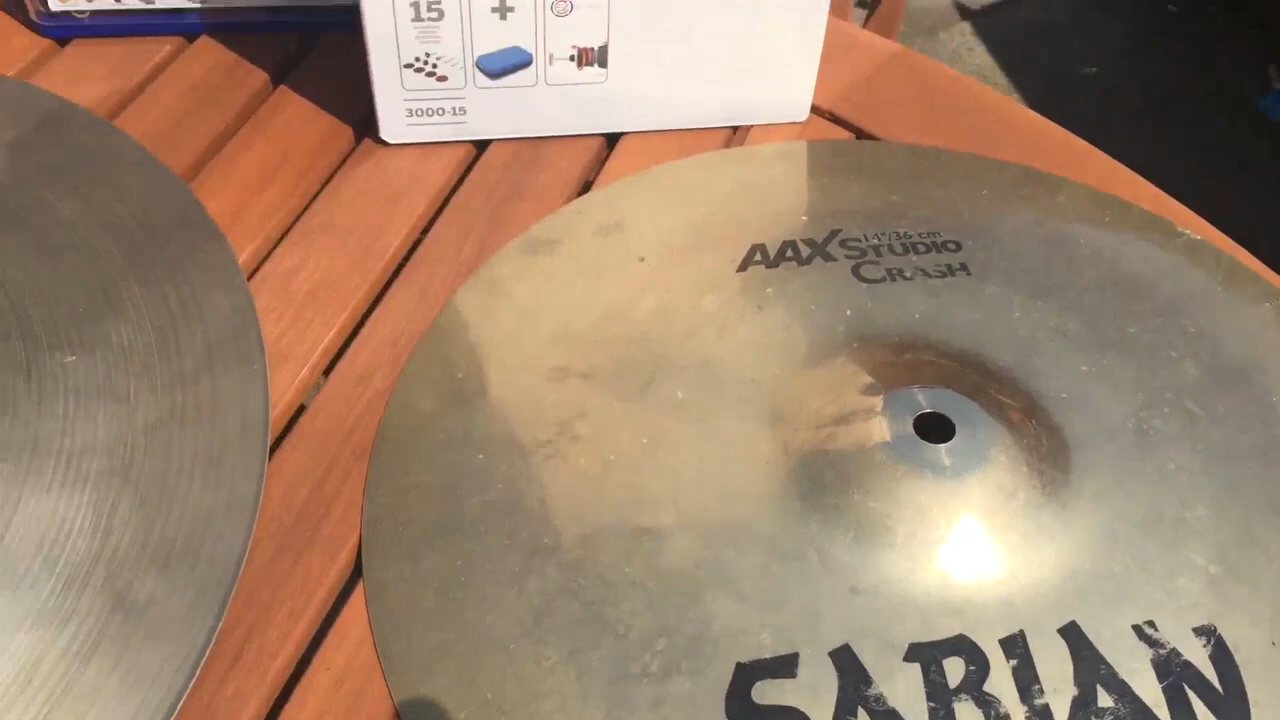 15
+
3000-15
14"/36 cm
AAX STUDIO
CRASH
SABIAN